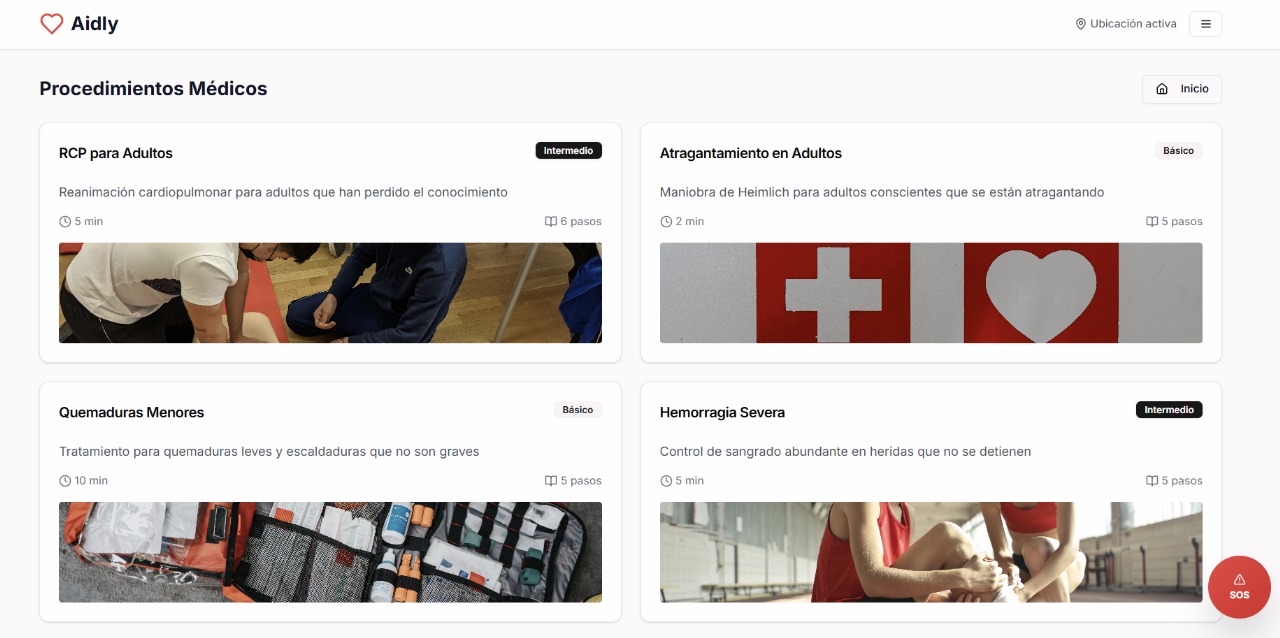 Aidly
Ubicación activa
Procedimientos Médicos
Inicio
RCP para Adultos
Intermedio
Reanimación cardiopulmonar para adultos que han perdido el conocimiento
5 min
6 pasos
Atragantamiento en Adultos
Básico
Maniobra de Heimlich para adultos conscientes que se están atragantando
2 min
5 pasos
Quemaduras Menores
Básico
Tratamiento para quemaduras leves y escaldaduras que no son graves
10 min
5 pasos
Hemorragia Severa
Intermedio
Control de sangrado abundante en heridas que no se detienen
5 min
5 pasos
SOS